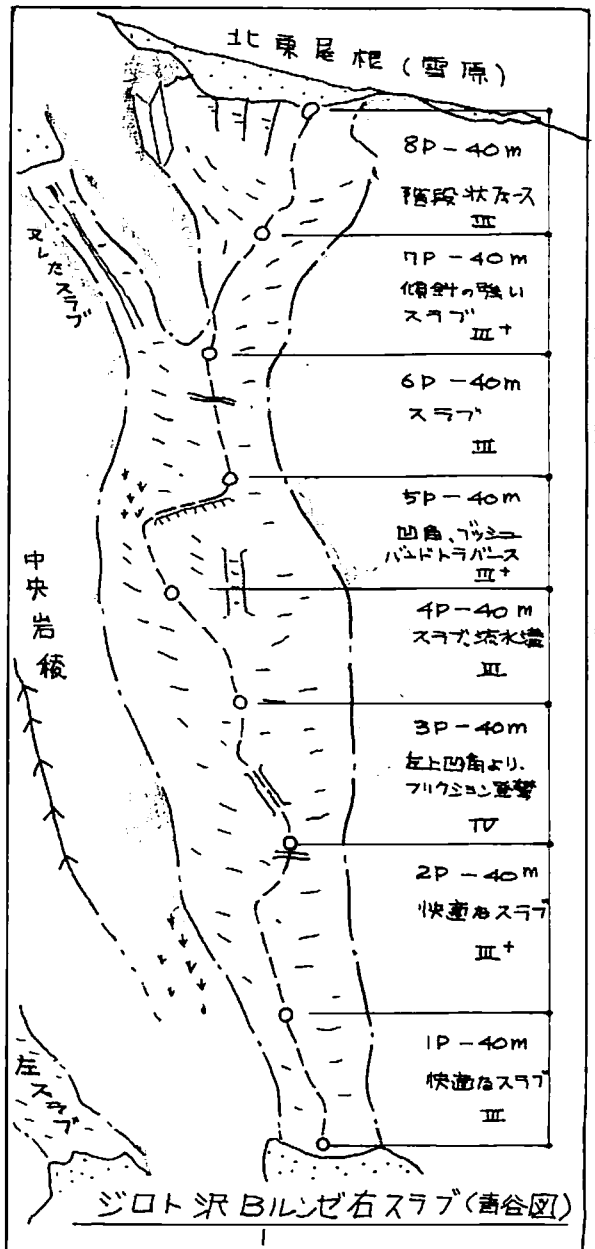 北東尾根(雪原)
8P-40m
階段状フェース
III
7P-40m
傾斜の強い
スラブ
III+
スラブ
6P-40m
スラブ
III
5P-40m
凹角、ブッシュ
バンドトラバース
III+
中央岩稜
4P-40m
スラブ、流水溝
III
3P-40m
左上凹角より、
フリクション登攀
IV
2P-40m
快適なスラブ
III+
1P-40m
快適なスラブ
III
左スラブ
ジロト沢Bルンゼ右スラブ(青谷図)